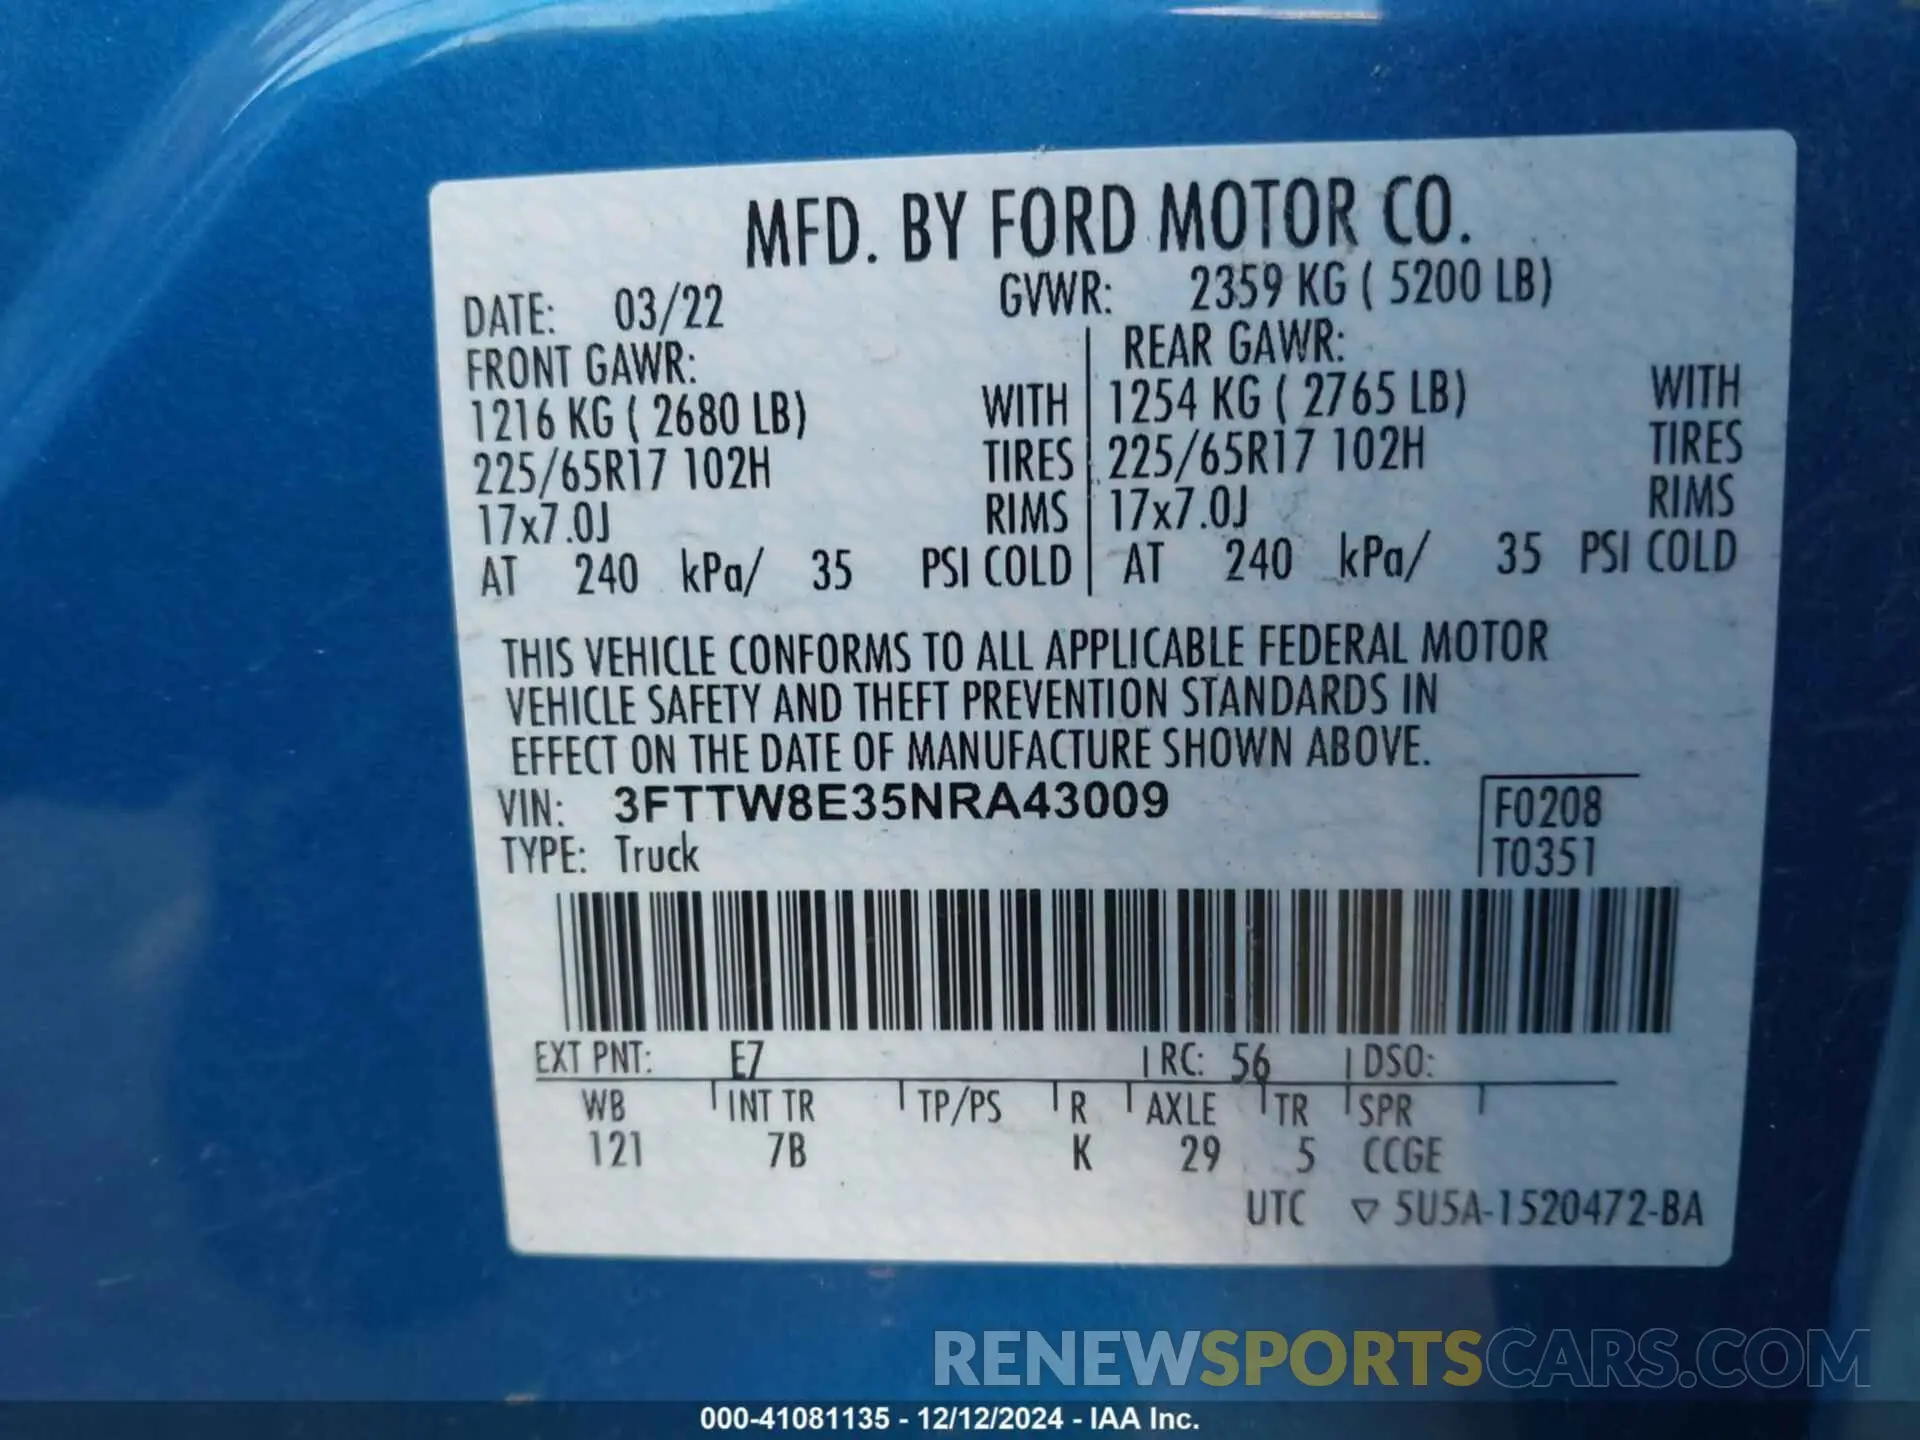 MFD. BY FORD MOTOR CO.
DATE: 03/22 GVWR: 2359 KG ( 5200 LB)
FRONT GAWR: REAR GAWR:
1216 KG ( 2680 LB) WITH 1254 KG ( 2765 LB) WITH
225/65R17 102H TIRES 225/65R17 102H TIRES
17x7.0J RIMS 17x7.0J RIMS
AT 240 kPa/ 35 PSI COLD AT 240 kPa/ 35 PSI COLD
THIS VEHICLE CONFORMS TO ALL APPLICABLE FEDERAL MOTOR
VEHICLE SAFETY AND THEFT PREVENTION STANDARDS IN
EFFECT ON THE DATE OF MANUFACTURE SHOWN ABOVE.
VIN: 3FTTW8E35NRA43009 F0208
TYPE: Truck T0351
EXT PNT: E7 RC: 56 DSO:
WB INT TR TP/PS R AXLE TR SPR
121 7B K 29 5 CCGE
UTC ▽ 5U5A-1520472-BA
RENEWSPORTSCARS.COM
000-41081135 - 12/12/2024 - IAA Inc.